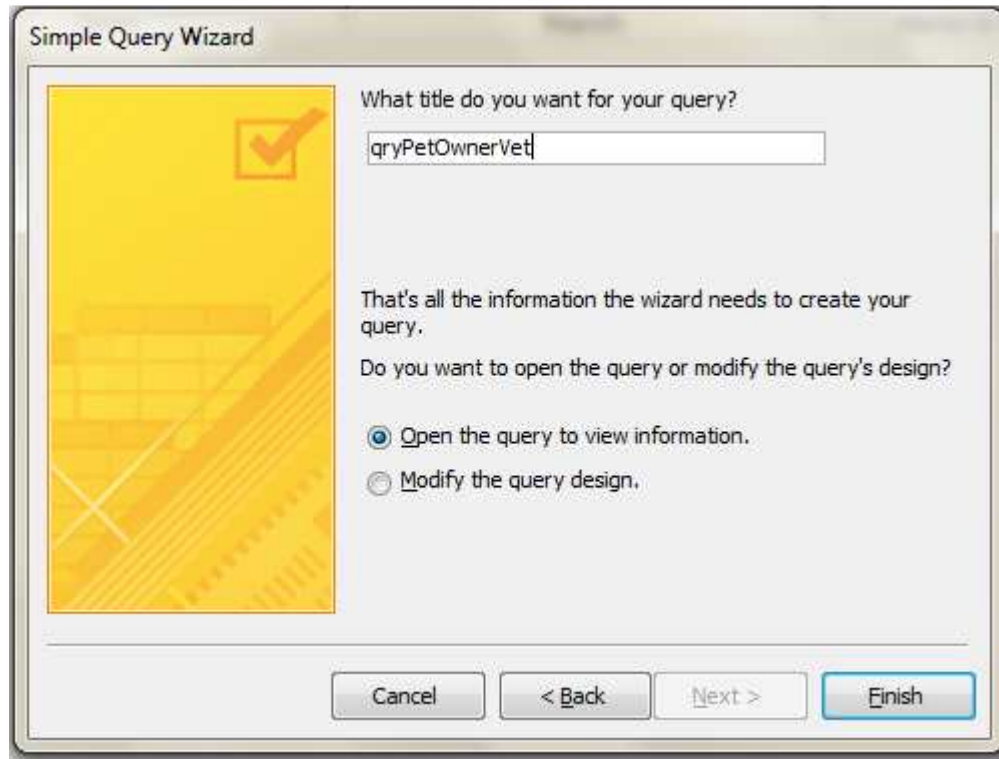 Simple Query Wizard
What title do you want for your query?
qryPetOwnerVet
That's all the information the wizard needs to create your
query.
Do you want to open the query or modify the query's design?
Open the query to view information.
Modify the query design.
Cancel
< Back
Next >
Finish